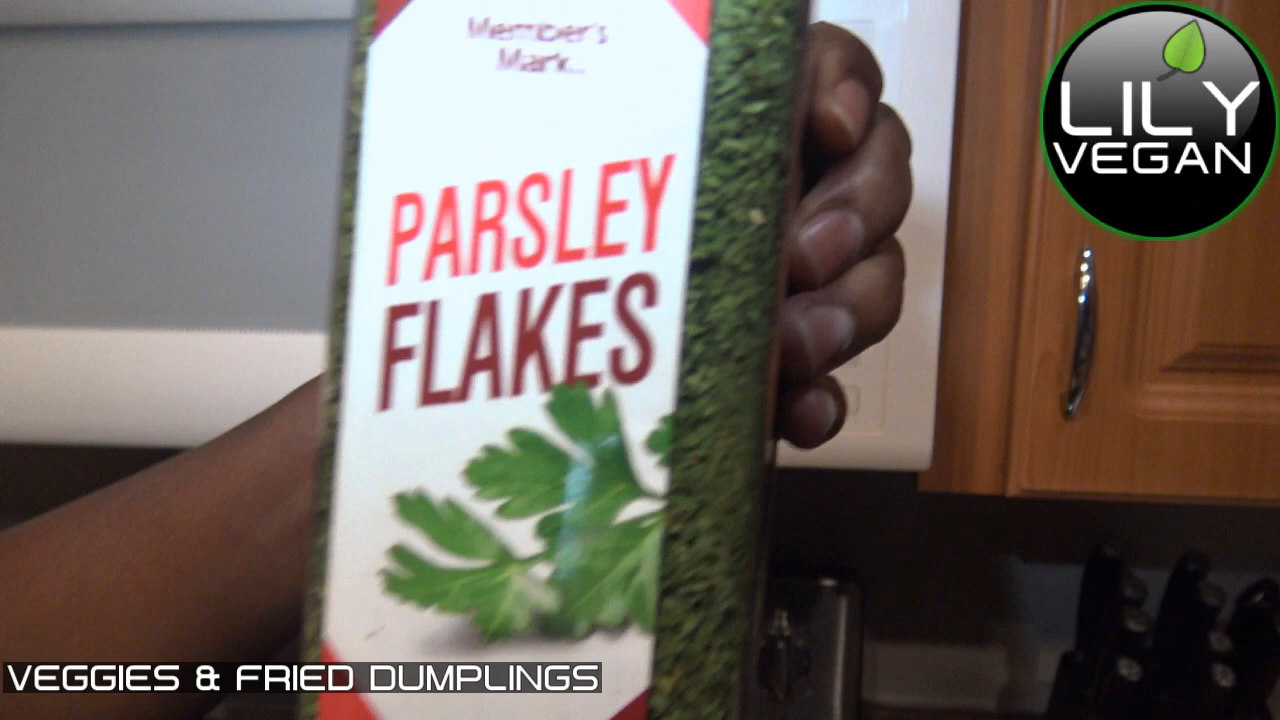 Member's
Mark
PARSLEY
FLAKES
LILY
VEGAN
VEGGIES & FRIED DUMPLINGS